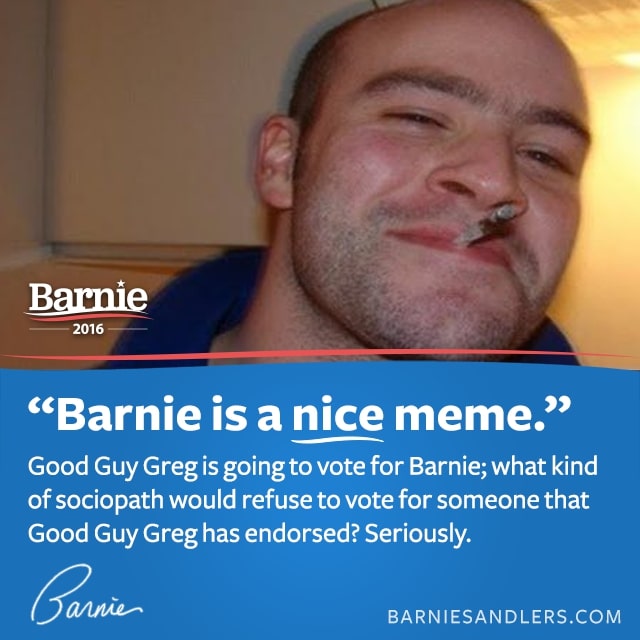 Barnie
2016
“Barnie is a nice meme.”
Good Guy Greg is going to vote for Barnie; what kind
of sociopath would refuse to vote for someone that
Good Guy Greg has endorsed? Seriously.
Barnie
BARNIESANDLERS.COM